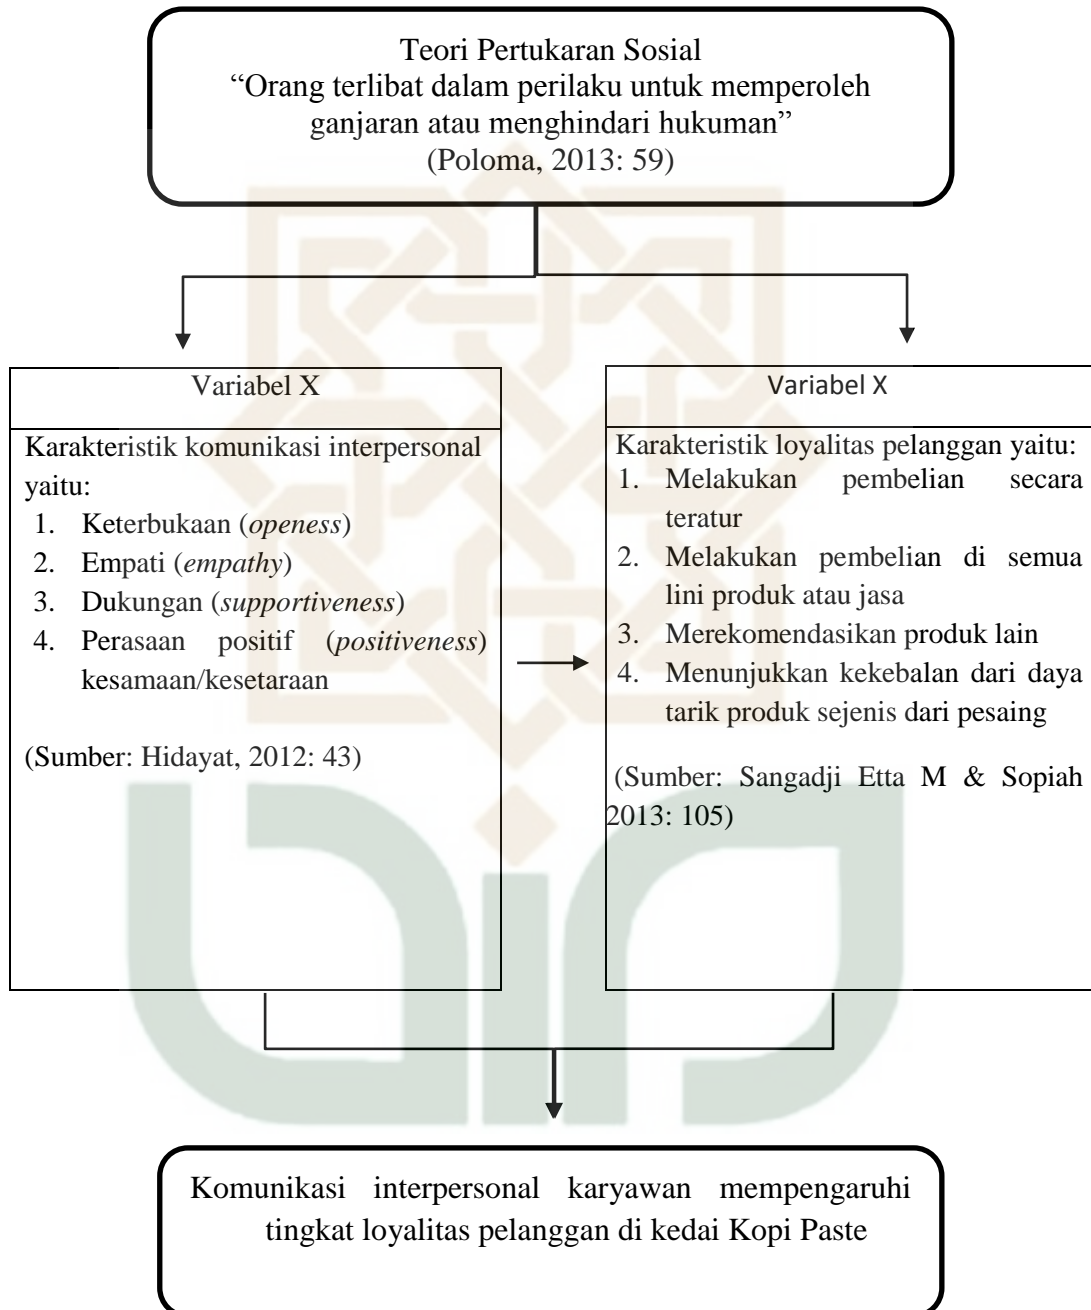 Teori Pertukaran Sosial
“Orang terlibat dalam perilaku untuk memperoleh
ganjaran atau menghindari hukuman”
(Poloma, 2013: 59)
Variabel X
Karakteristik komunikasi interpersonal
yaitu:
1. Keterbukaan (openess)
2. Empati (empathy)
3. Dukungan (supportiveness)
4. Perasaan positif (positiveness)
kesamaan/kesetaraan
(Sumber: Hidayat, 2012: 43)
Variabel X
Karakteristik loyalitas pelanggan yaitu:
1. Melakukan pembelian secara
teratur
2. Melakukan pembelian di semua
lini produk atau jasa
3. Merekomendasikan produk lain
4. Menunjukkan kekebalan dari daya
tarik produk sejenis dari pesaing
(Sumber: Sangadji Etta M & Sopiah
2013: 105)
Komunikasi interpersonal karyawan mempengaruhi
tingkat loyalitas pelanggan di kedai Kopi Paste